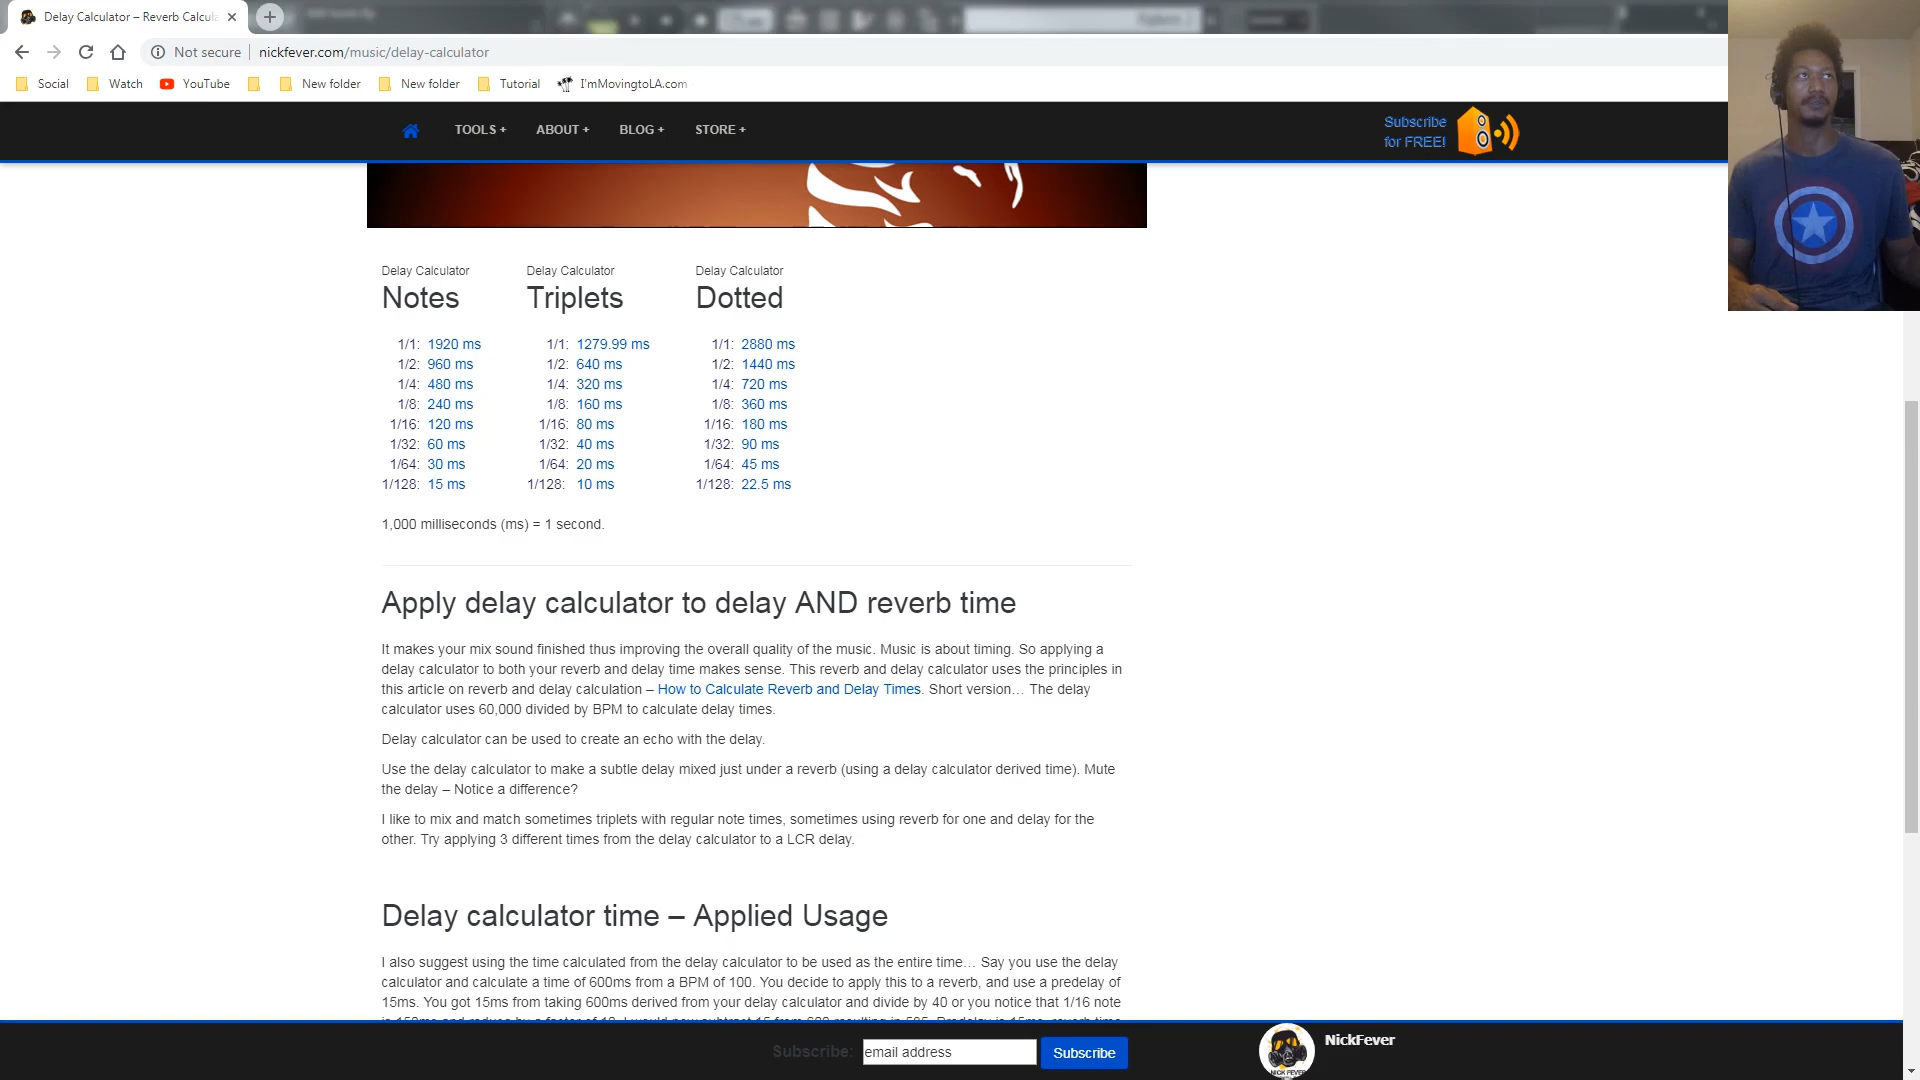 Delay Calculator – Reverb Calcula
Not secure
nickfever.com/music/delay-calculator
Social
Watch
YouTube
New folder
New folder
Tutorial
I'mMovingtoLA.com
TOOLS +
ABOUT +
BLOG +
STORE +
Subscribe
for FREE!
Delay Calculator
Notes
1/1: 1920 ms
1/2: 960 ms
1/4: 480 ms
1/8: 240 ms
1/16: 120 ms
1/32: 60 ms
1/64: 30 ms
1/128: 15 ms
Delay Calculator
Triplets
1/1: 1279.99 ms
1/2: 640 ms
1/4: 320 ms
1/8: 160 ms
1/16: 80 ms
1/32: 40 ms
1/64: 20 ms
1/128: 10 ms
Delay Calculator
Dotted
1/1: 2880 ms
1/2: 1440 ms
1/4: 720 ms
1/8: 360 ms
1/16: 180 ms
1/32: 90 ms
1/64: 45 ms
1/128: 22.5 ms
1,000 milliseconds (ms) = 1 second.
Apply delay calculator to delay AND reverb time
It makes your mix sound finished thus improving the overall quality of the music. Music is about timing. So applying a
delay calculator to both your reverb and delay time makes sense. This reverb and delay calculator uses the principles in
this article on reverb and delay calculation – How to Calculate Reverb and Delay Times. Short version… The delay
calculator uses 60,000 divided by BPM to calculate delay times.
Delay calculator can be used to create an echo with the delay.
Use the delay calculator to make a subtle delay mixed just under a reverb (using a delay calculator derived time). Mute
the delay – Notice a difference?
I like to mix and match sometimes triplets with regular note times, sometimes using reverb for one and delay for the
other. Try applying 3 different times from the delay calculator to a LCR delay.
Delay calculator time – Applied Usage
I also suggest using the time calculated from the delay calculator to be used as the entire time… Say you use the delay
calculator and calculate a time of 600ms from a BPM of 100. You decide to apply this to a reverb, and use a predelay of
15ms. You got 15ms from taking 600ms derived from your delay calculator and divide by 40 or you notice that 1/16 note
Subscribe:
email address
Subscribe
NICK FEVER
NickFever